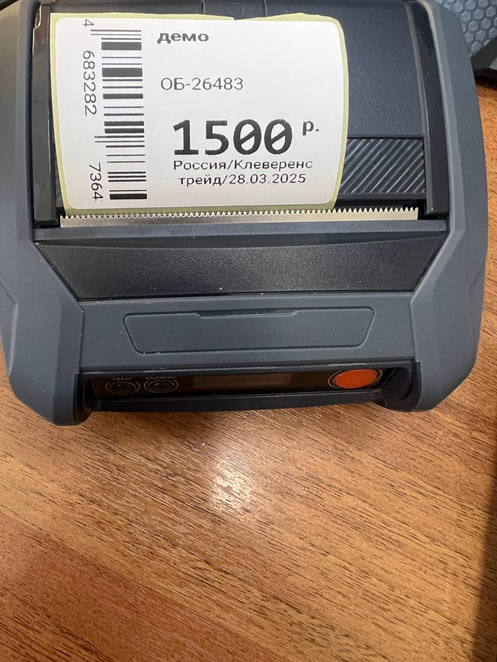 демо
ОБ-26483
1500 р.
Россия/Клеверенс
трейд/28.03.2025
4 683282 7364